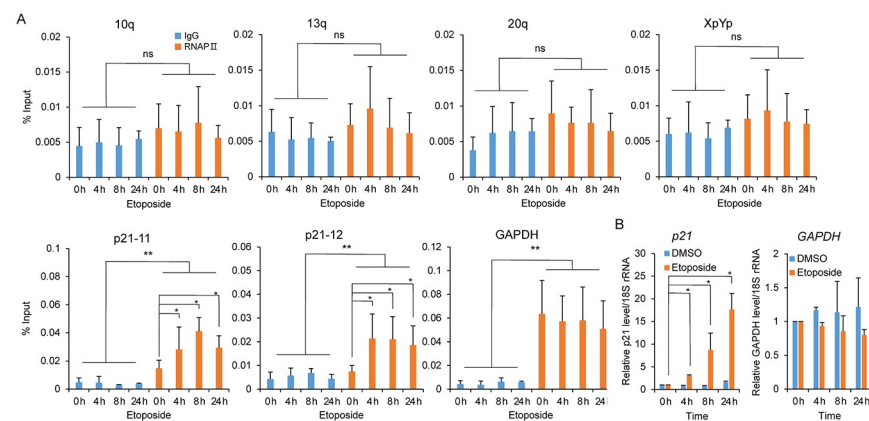 A
10q
IgG
RNAPII
ns
% Input
0.02
0.015
0.01
0.005
0
0h 4h 8h 24h 0h 4h 8h 24h
Etoposide
13q
ns
0.02
0.015
0.01
0.005
0
0h 4h 8h 24h 0h 4h 8h 24h
Etoposide
20q
ns
0.02
0.015
0.01
0.005
0
0h 4h 8h 24h 0h 4h 8h 24h
Etoposide
XpYp
ns
0.02
0.015
0.01
0.005
0
0h 4h 8h 24h 0h 4h 8h 24h
Etoposide
p21-11
**
*
*
*
% Input
0.1
0.08
0.06
0.04
0.02
0
0h 4h 8h 24h 0h 4h 8h 24h
Etoposide
p21-12
**
*
*
*
0.06
0.05
0.04
0.03
0.02
0.01
0
0h 4h 8h 24h 0h 4h 8h 24h
Etoposide
GAPDH
**
0.12
0.1
0.08
0.06
0.04
0.02
0
0h 4h 8h 24h 0h 4h 8h 24h
Etoposide
B
p21
DMSO
Etoposide
*
*
*
Relative p21 level/18S rRNA
30
25
20
15
10
5
0
0h 4h 8h 24h
Time
GAPDH
DMSO
Etoposide
Relative GAPDH level/18S rRNA
2
1.5
1
0.5
0
0h 4h 8h 24h
Time